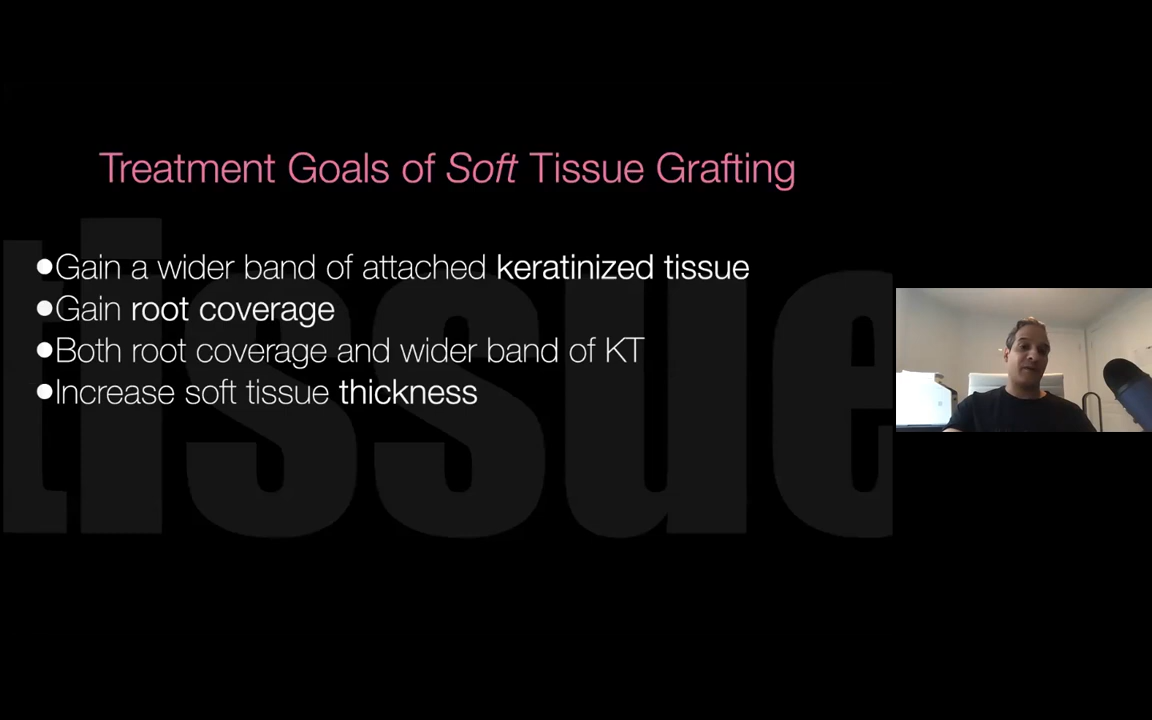 Treatment Goals of Soft Tissue Grafting
tissue
●Gain a wider band of attached keratinized tissue
●Gain root coverage
●Both root coverage and wider band of KT
●Increase soft tissue thickness